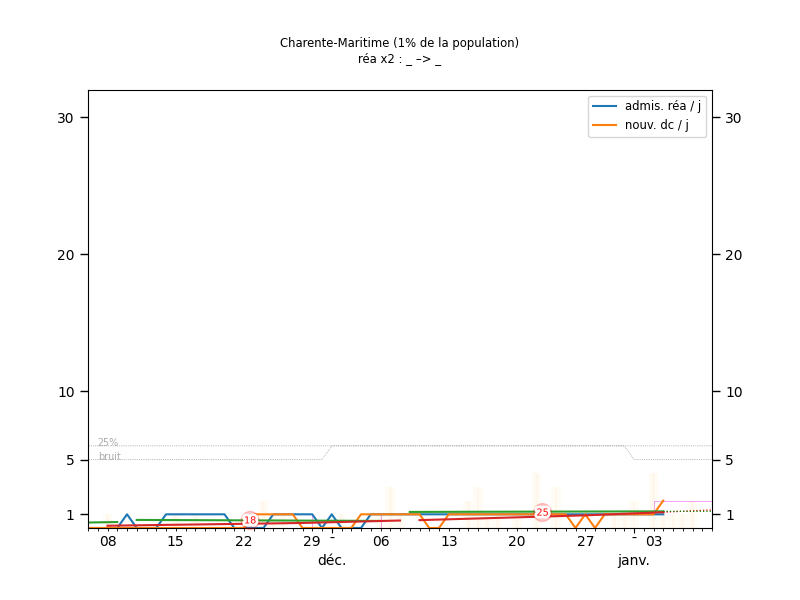 Charente-Maritime (1% de la population)
réa x2 : _ –> _
admis. réa / j
nouv. dc / j
30 30
20 20
10 10
5 5
1 1
25%
bruit
18
25
08 15 22 29 - 06 13 20 27 - 03
déc. janv.